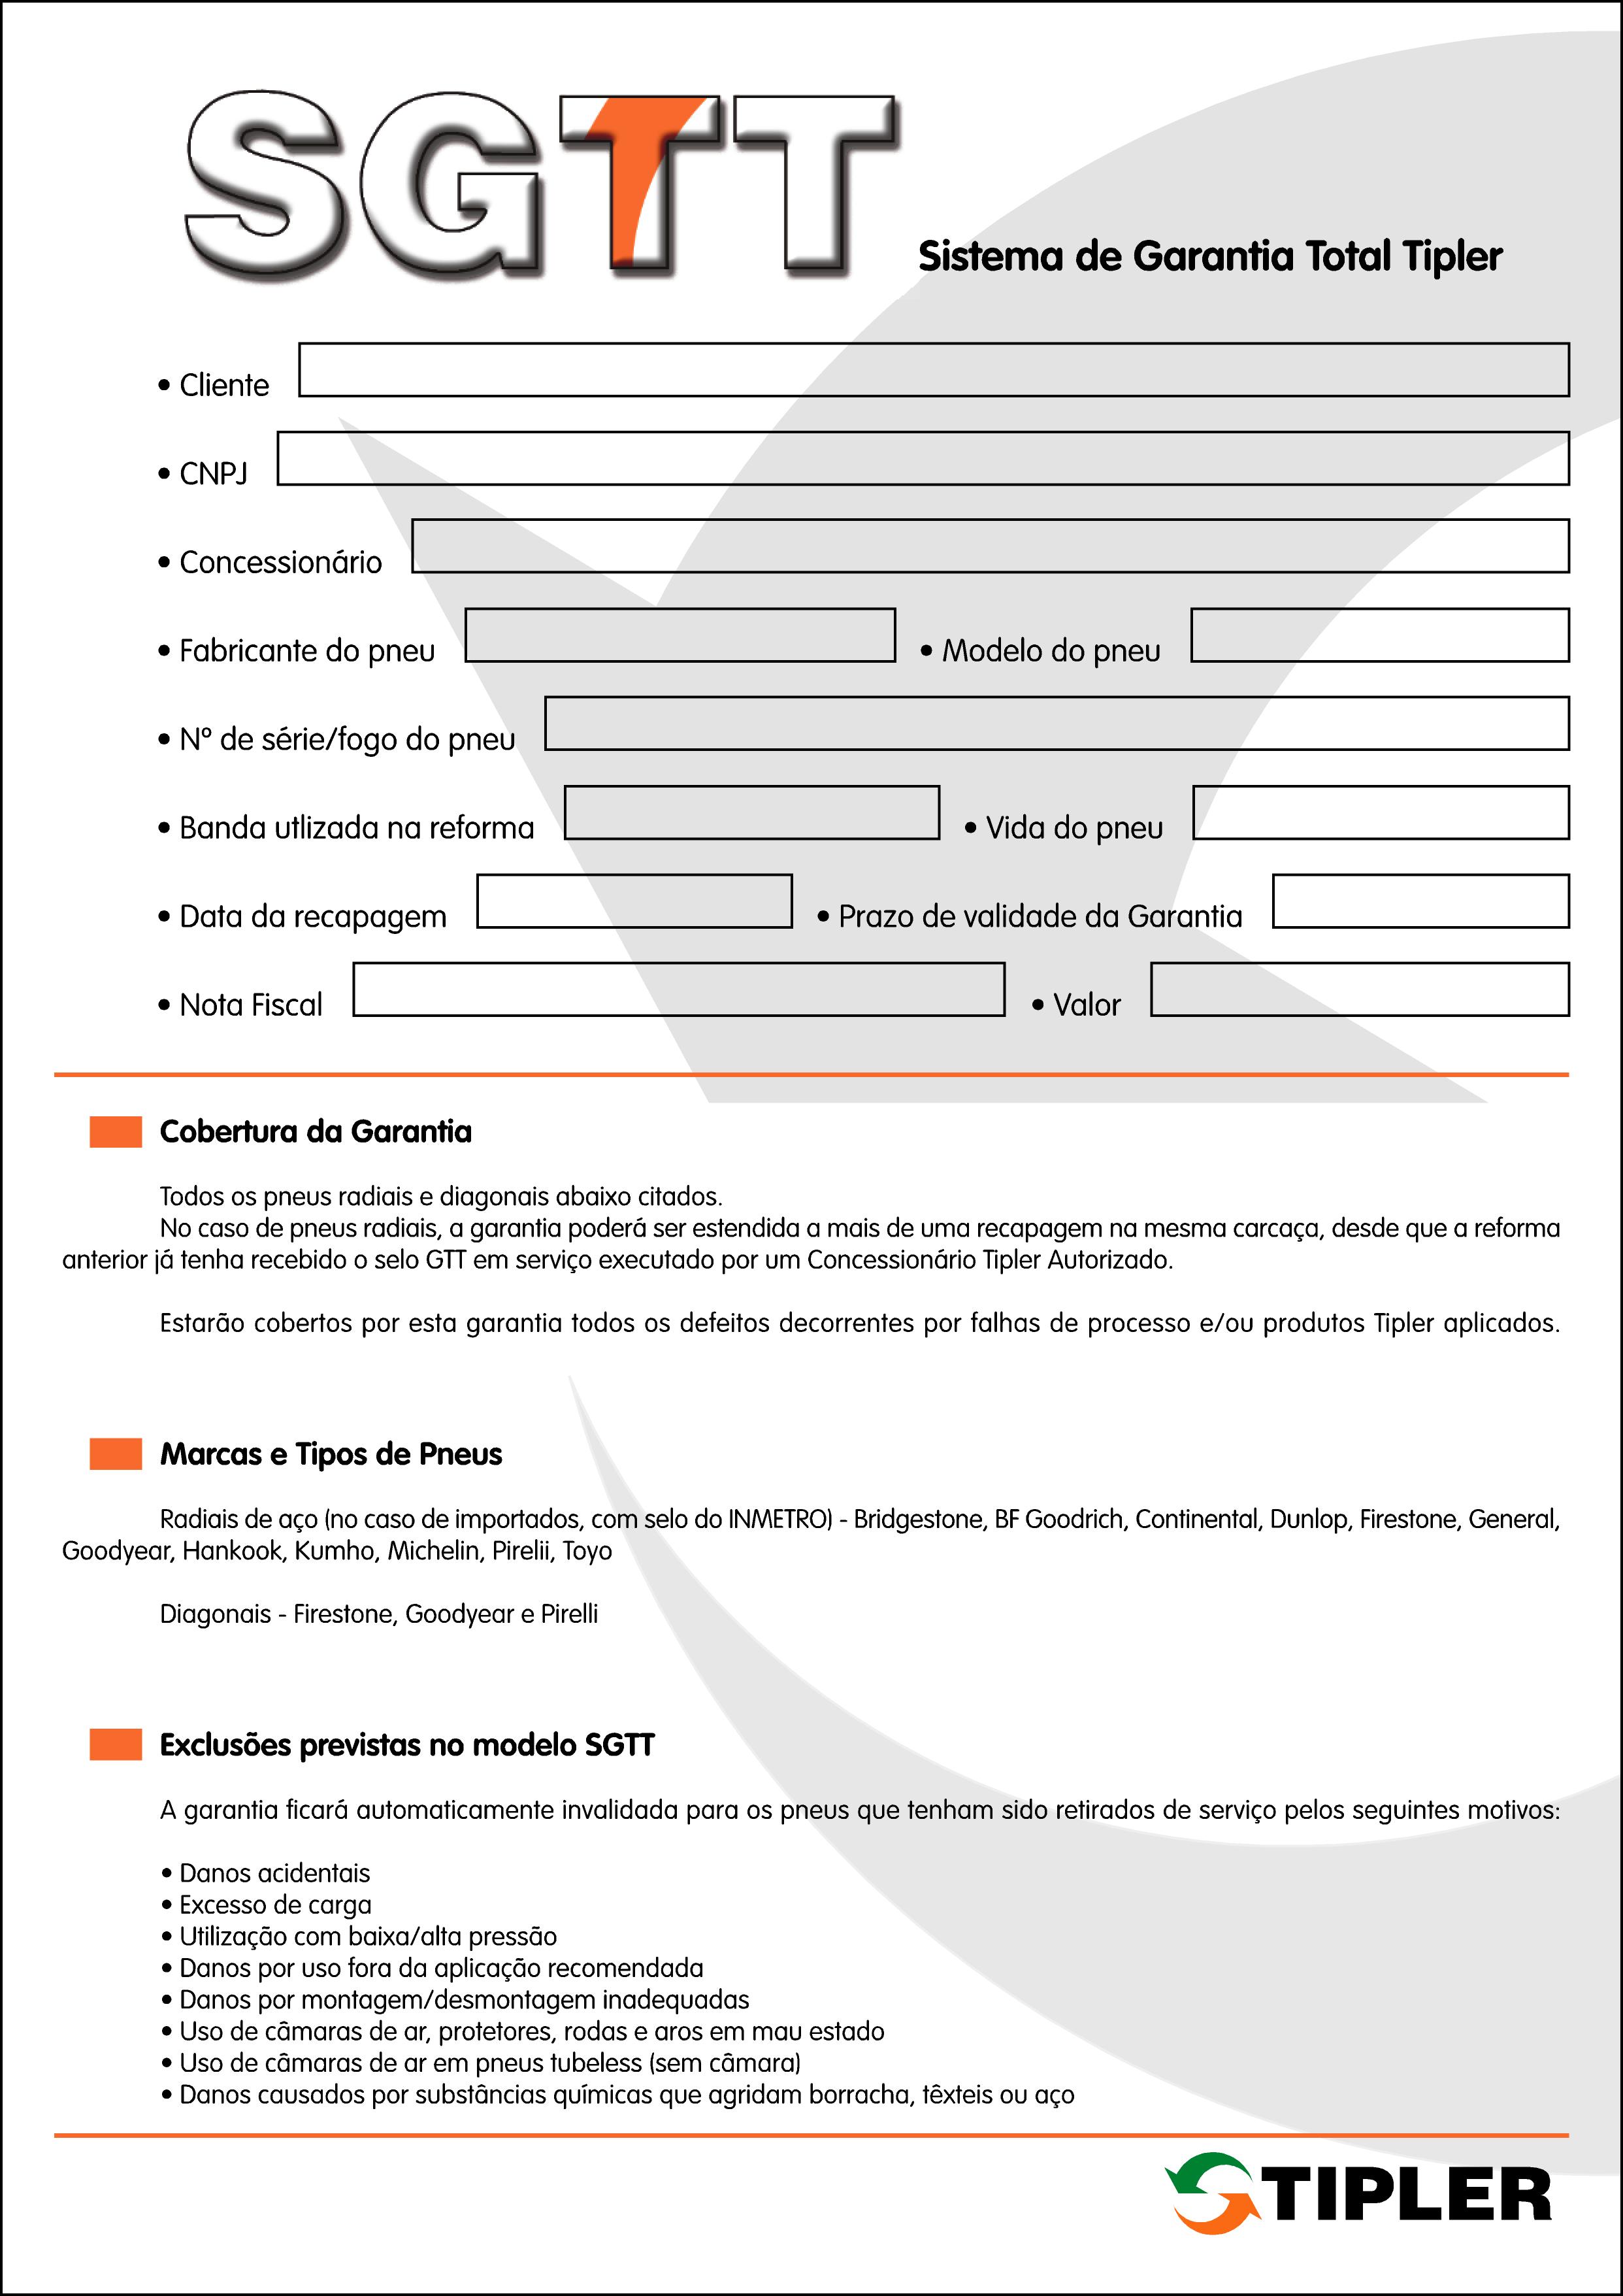 SGTT
Sistema de Garantia Total Tipler
• Cliente
• CNPJ
• Concessionário
• Fabricante do pneu • Modelo do pneu
• Nº de série/fogo do pneu
• Banda utlizada na reforma • Vida do pneu
• Data da recapagem • Prazo de validade da Garantia
• Nota Fiscal • Valor
Cobertura da Garantia
Todos os pneus radiais e diagonais abaixo citados.
No caso de pneus radiais, a garantia poderá ser estendida a mais de uma recapagem na mesma carcaça, desde que a reforma
anterior já tenha recebido o selo GTT em serviço executado por um Concessionário Tipler Autorizado.
Estarão cobertos por esta garantia todos os defeitos decorrentes por falhas de processo e/ou produtos Tipler aplicados.
Marcas e Tipos de Pneus
Radiais de aço (no caso de importados, com selo do INMETRO) - Bridgestone, BF Goodrich, Continental, Dunlop, Firestone, General,
Goodyear, Hankook, Kumho, Michelin, Pirelii, Toyo
Diagonais - Firestone, Goodyear e Pirelli
Exclusões previstas no modelo SGTT
A garantia ficará automaticamente invalidada para os pneus que tenham sido retirados de serviço pelos seguintes motivos:
• Danos acidentais
• Excesso de carga
• Utilização com baixa/alta pressão
• Danos por uso fora da aplicação recomendada
• Danos por montagem/desmontagem inadequadas
• Uso de câmaras de ar, protetores, rodas e aros em mau estado
• Uso de câmaras de ar em pneus tubeless (sem câmara)
• Danos causados por substâncias químicas que agridam borracha, têxteis ou aço
TIPLER